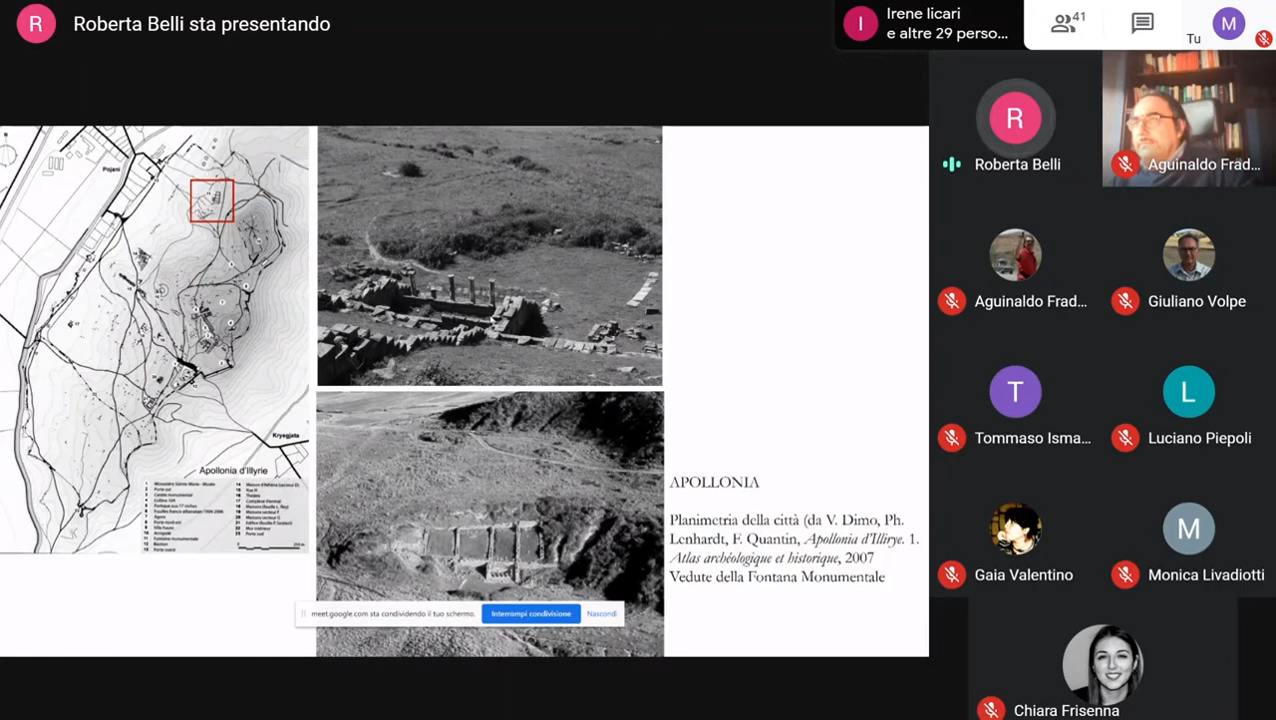 R
Roberta Belli sta presentando
I
Irene licari
e altre 29 perso...
41
Tu
M
R
Roberta Belli
Aguinaldo Frad...
Aguinaldo Frad...
Giuliano Volpe
T
L
Tommaso Isma...
Luciano Piepoli
M
Gaia Valentino
Monica Livadiotti
Chiara Frisenna
Pojani
Kryegjata
Apollonia d'Illyrie
APOLLONIA
Planimetria della città (da V. Dimo, Ph.
Lenhardt, F. Quantin, Apollonia d'Illirye. 1.
Atlas archéologique et historique, 2007
Vedute della Fontana Monumentale
meet.google.com sta condividendo il tuo schermo.
Interrompi condivisione
Nascondi